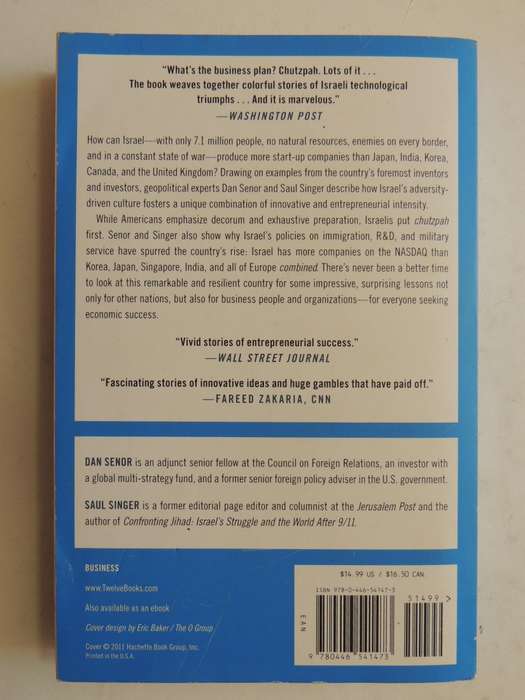 “What's the business plan? Chutzpah. Lots of it . . .
The book weaves together colorful stories of Israeli technological
triumphs . . . And it is marvelous.”
—WASHINGTON POST
How can Israel—with only 7.1 million people, no natural resources, enemies on every border,
and in a constant state of war—produce more start-up companies than Japan, India, Korea,
Canada, and the United Kingdom? Drawing on examples from the country's foremost inventors
and investors, geopolitical experts Dan Senor and Saul Singer describe how Israel's adversity-
driven culture fosters a unique combination of innovative and entrepreneurial intensity.
While Americans emphasize decorum and exhaustive preparation, Israelis put chutzpah
first. Senor and Singer also show why Israel's policies on immigration, R&D, and military
service have spurred the country's rise: Israel has more companies on the NASDAQ than
Korea, Japan, Singapore, India, and all of Europe combined. There's never been a better time
to look at this remarkable and resilient country for some impressive, surprising lessons not
only for other nations, but also for business people and organizations—for everyone seeking
economic success.
“Vivid stories of entrepreneurial success.”
—WALL STREET JOURNAL
“Fascinating stories of innovative ideas and huge gambles that have paid off.”
—FAREED ZAKARIA, CNN
DAN SENOR is an adjunct senior fellow at the Council on Foreign Relations, an investor with
a global multi-strategy fund, and a former senior foreign policy adviser in the U.S. government.
SAUL SINGER is a former editorial page editor and columnist at the Jerusalem Post and the
author of Confronting Jihad: Israel's Struggle and the World After 9/11.
BUSINESS
www.TwelveBooks.com
Also available as an ebook
Cover design by Eric Baker / The O Group
Cover © 2011 Hachette Book Group, Inc.
Printed in the U.S.A.
$14.99 US / $16.50 CAN.
ISBN 978-0-446-54147-3
51499>
EAN
9 780446 541473